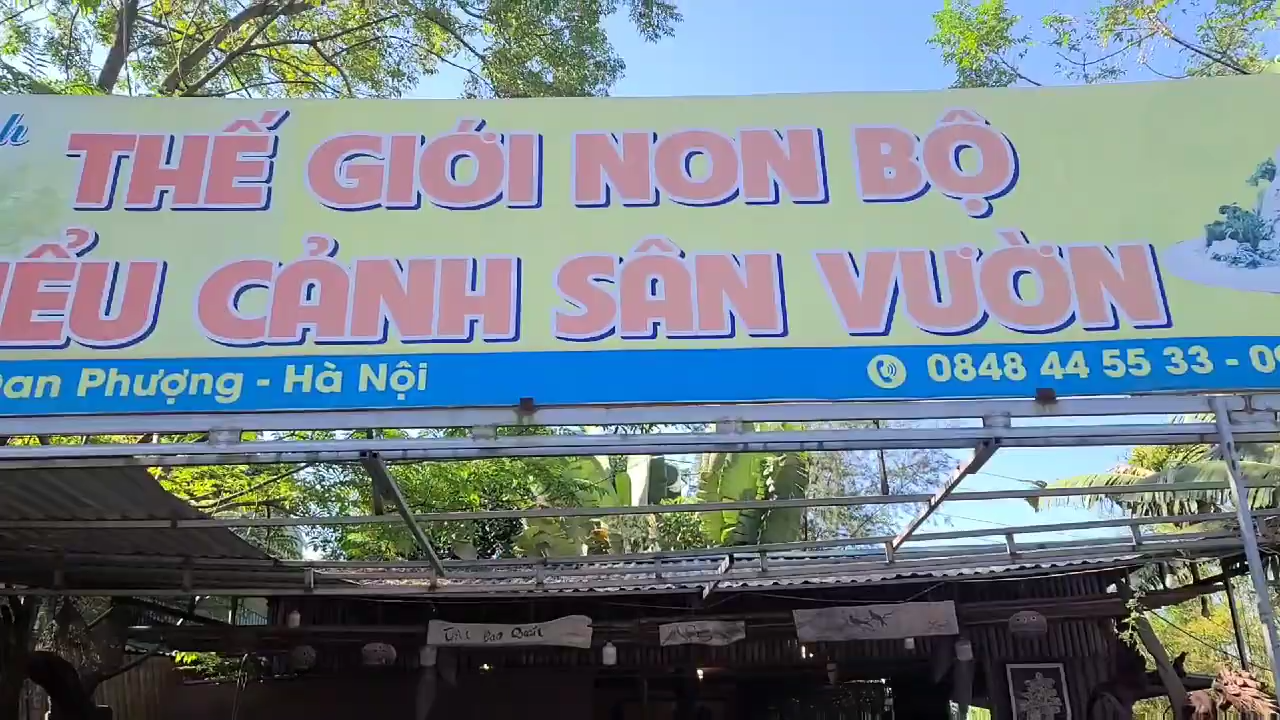 THẾ GIỚI NON BỘ
ỂU CẢNH SÂN VƯỜN
an Phượng - Hà Nội
0848 44 55 33 - 0